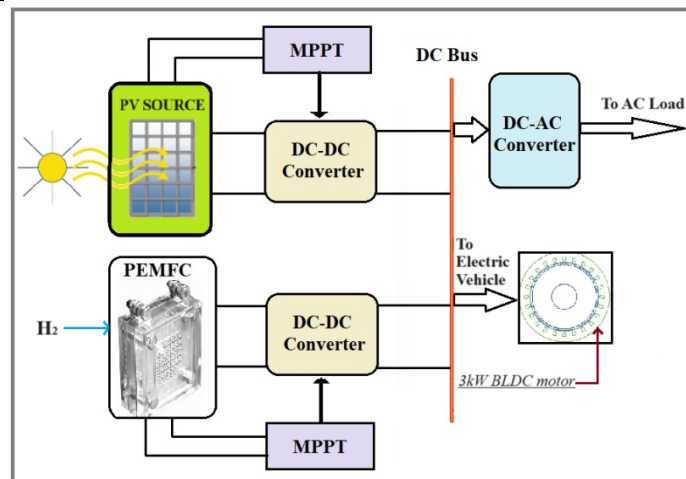 MPPT
DC Bus
PV SOURCE
DC-DC
Converter
DC-AC
Converter
To AC Load
PEMFC
H₂
DC-DC
Converter
To
Electric
Vehicle
3kW BLDC motor
MPPT